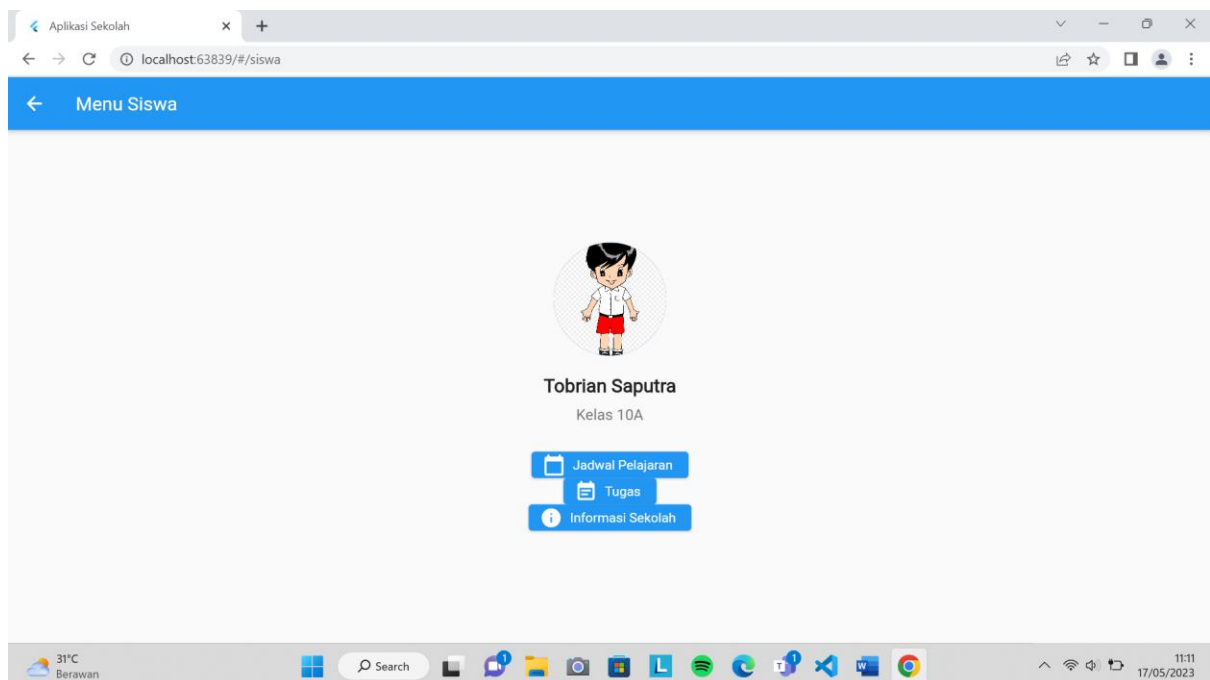 Aplikasi Sekolah
localhost:63839/#/siswa
Menu Siswa
Tobrian Saputra
Kelas 10A
Jadwal Pelajaran
Tugas
Informasi Sekolah
31°C
Berawan
Search
11:11
17/05/2023